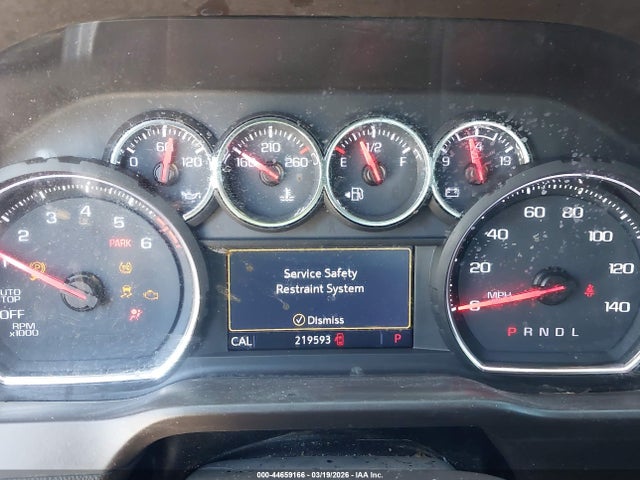 0 66 120
160 210 260
E 1/2 F
9 14 19
1 2 3 4 5 6
PARK
AUTO
STOP
OFF
RPM
x1000
Service Safety
Restraint System
Dismiss
CAL 219593 P
20 40 60 80 100 120 140
MPH
P R N D L
000-44659166 - 03/19/2026 - IAA Inc.